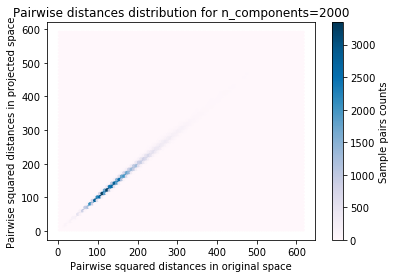 Pairwise distances distribution for n_components=2000
Pairwise squared distances in projected space
600
500
400
300
200
100
0
0 100 200 300 400 500 600
Pairwise squared distances in original space
3000
2500
2000
1500
1000
500
0
Sample pairs counts